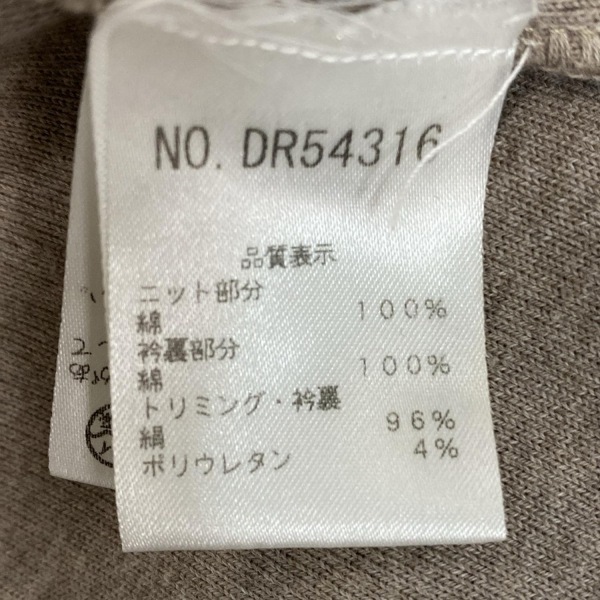 NO. DR54316
品質表示
ニット部分
綿 100%
衿裏部分
綿 100%
トリミング・衿裏
絹 96%
ポリウレタン 4%